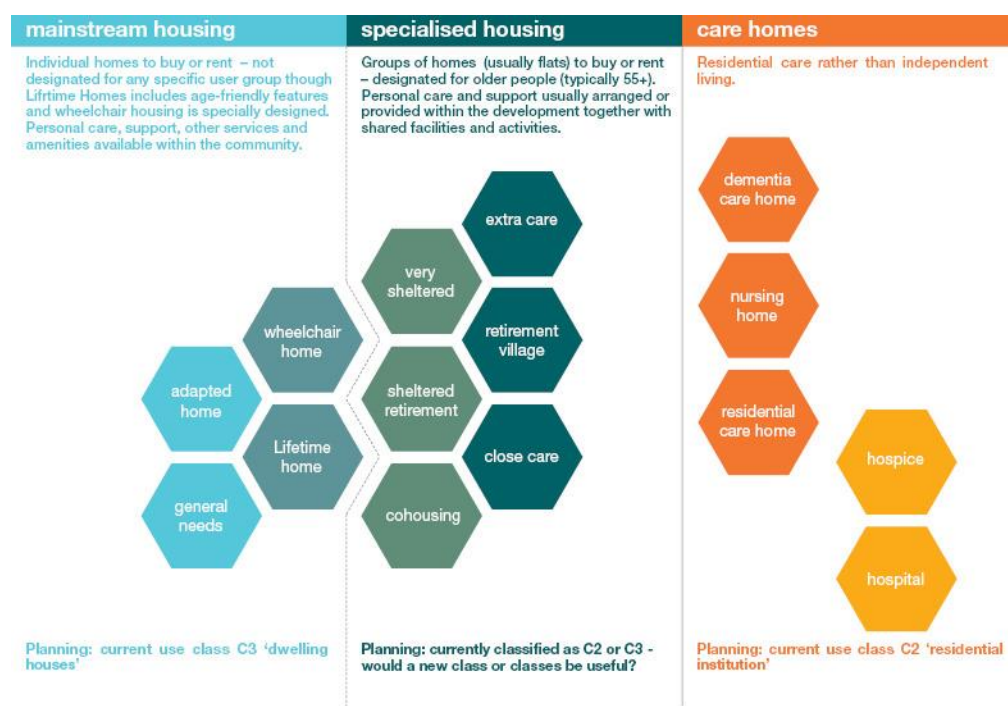 mainstream housing
Individual homes to buy or rent – not
designated for any specific user group though
Lifrtime Homes includes age-friendly features
and wheelchair housing is specially designed.
Personal care, support, other services and
amenities available within the community.
wheelchair
home
adapted
home
Lifetime
home
general
needs
Planning: current use class C3 ‘dwelling
houses’
specialised housing
Groups of homes (usually flats) to buy or rent
– designated for older people (typically 55+).
Personal care and support usually arranged or
provided within the development together with
shared facilities and activities.
extra care
very
sheltered
retirement
village
sheltered
retirement
close care
cohousing
Planning: currently classified as C2 or C3 -
would a new class or classes be useful?
care homes
Residential care rather than independent
living.
dementia
care home
nursing
home
residential
care home
hospice
hospital
Planning: current use class C2 ‘residential
institution’